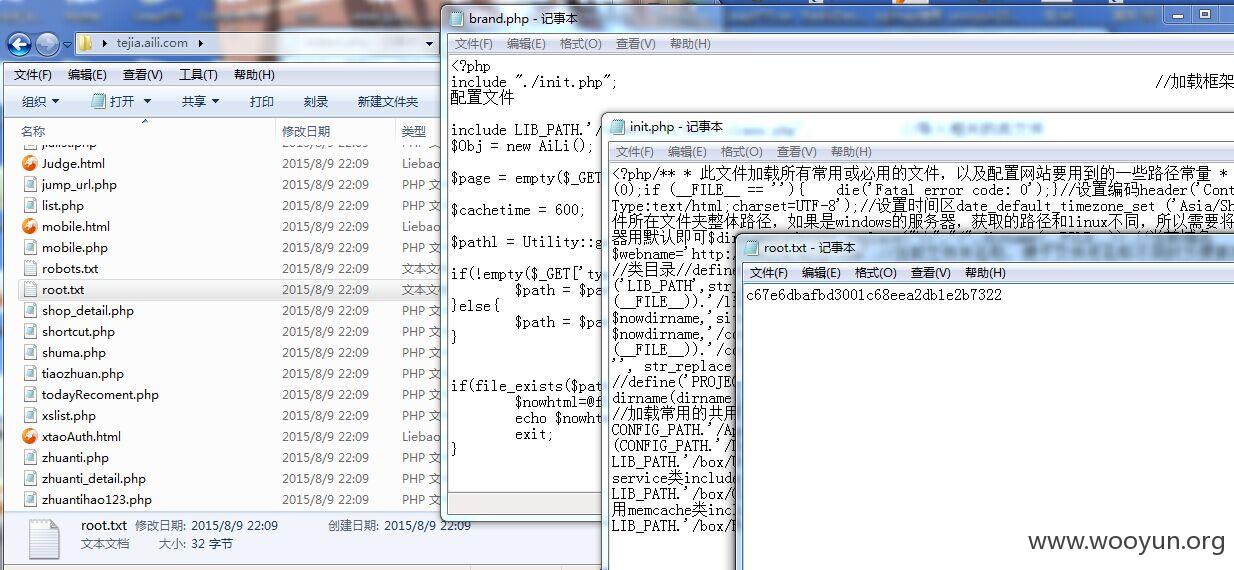 tejia.aili.com
文件(F) 编辑(E) 查看(V) 工具(T) 帮助(H)
组织 打开 共享 打印 刻录 新建文件夹
名称 修改日期 类型
Judge.html 2015/8/9 22:09 Liebao
jump_url.php 2015/8/9 22:09 PHP 文
list.php 2015/8/9 22:09 PHP 文
mobile.html 2015/8/9 22:09 Liebao
mobile.php 2015/8/9 22:09 PHP 文
robots.txt 2015/8/9 22:09 文本文
root.txt 2015/8/9 22:09 文本文
shop_detail.php 2015/8/9 22:09 PHP 文
shortcut.php 2015/8/9 22:09 PHP 文
shuma.php 2015/8/9 22:09 PHP 文
tiaozhuan.php 2015/8/9 22:09 PHP 文
todayRecoment.php 2015/8/9 22:09 PHP 文
xslist.php 2015/8/9 22:09 PHP 文
xtaoAuth.html 2015/8/9 22:09 Liebao
zhuanti.php 2015/8/9 22:09 PHP 文
zhuanti_detail.php 2015/8/9 22:09 PHP 文
zhuantihao123.php 2015/8/9 22:09 PHP 文
root.txt 修改日期: 2015/8/9 22:09 创建日期: 2015/8/9 22:09
文本文档 大小: 32 字节
brand.php - 记事本
文件(F) 编辑(E) 格式(O) 查看(V) 帮助(H)
<?php
include "./init.php"; //加载框架
配置文件
include LIB_PATH.'/
$Obj = new AiLi();
$page = empty($_GET
$cachetime = 600;
$pathl = Utility::g
if(!empty($_GET['ty
$path = $pa
}else{
$path = $pa
}
if(file_exists($pat
$nowhtml=@f
echo $nowht
exit;
}
init.php - 记事本
文件(F) 编辑(E) 格式(O) 查看(V) 帮助(H)
<?php/** * 此文件加载所有常用或必用的文件，以及配置网站要用到的一些路径常量 *
(0);if (__FILE__ == ''){ die('Fatal error code: 0');}//设置编码header('Cont
Type:text/html;charset=UTF-8');//设置时间区date_default_timezone_set ('Asia/Sh
件所在文件夹整体路径，如果是windows的服务器，获取的路径和linux不同，所以需要将
器用默认即可$dir
$webname='http:
//类目录//define
('LIB_PATH',str_
(__FILE__)).'/li
$nowdirname,'sit
$nowdirname,'/co
(__FILE__)).'/co
'', str_replace
//define('PROJEC
dirname(dirname
//加载常用的共用
CONFIG_PATH.'/Ap
(CONFIG_PATH.'/
LIB_PATH.'/box/
service类include
LIB_PATH.'/box/
用memcache类incl
LIB_PATH.'/box/
root.txt - 记事本
文件(F) 编辑(E) 格式(O) 查看(V) 帮助(H)
c67e6dbafbd3001c68eea2db1e2b7322
www.wooyun.org